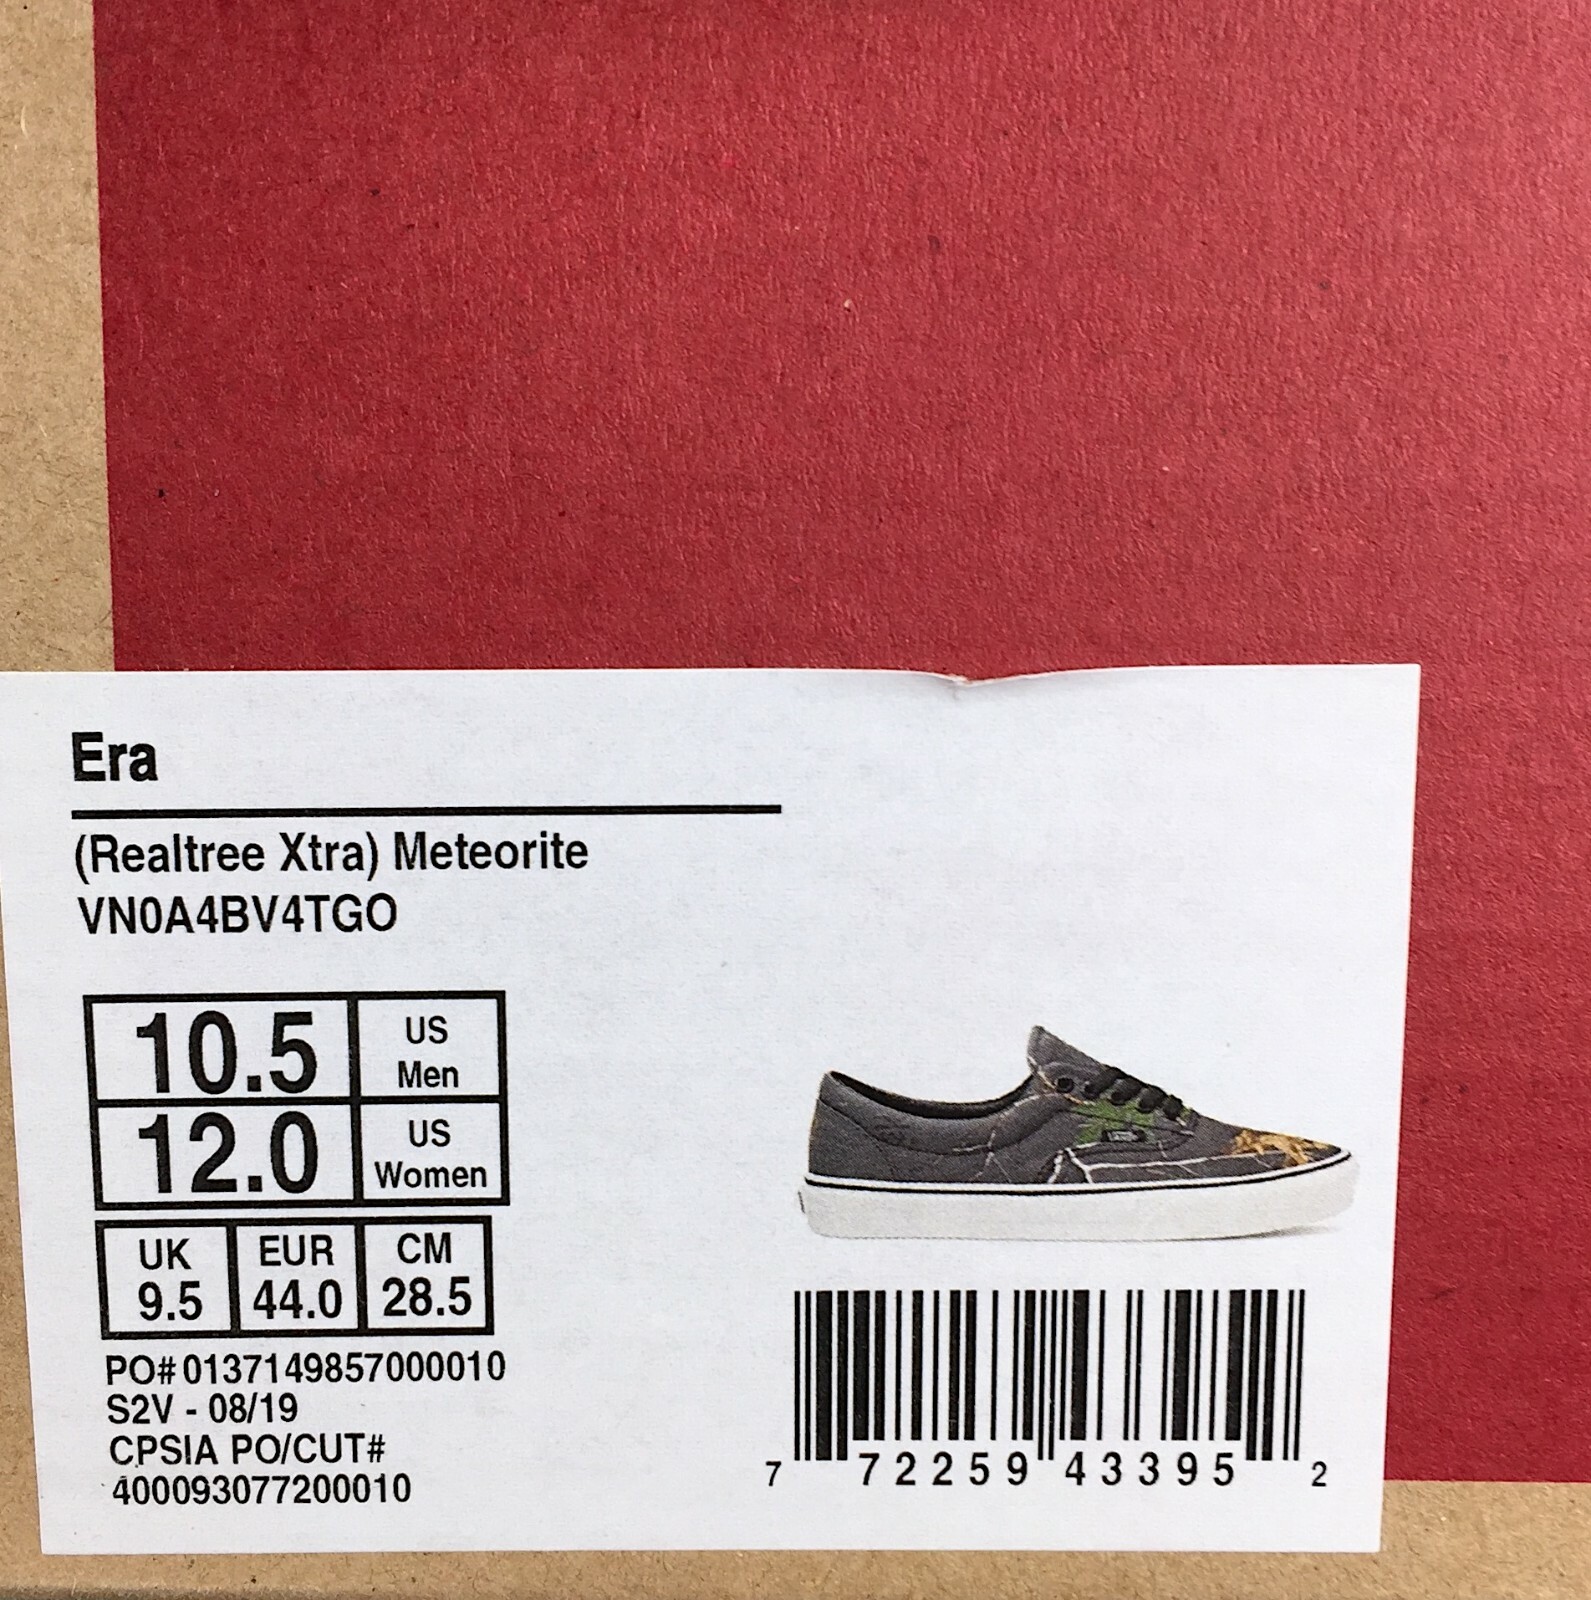 Era
(Realtree Xtra) Meteorite
VN0A4BV4TGO
10.5 US Men
12.0 US Women
UK EUR CM
9.5 44.0 28.5
PO# 0137149857000010
S2V - 08/19
CPSIA PO/CUT#
400093077200010
7 72259 43395 2